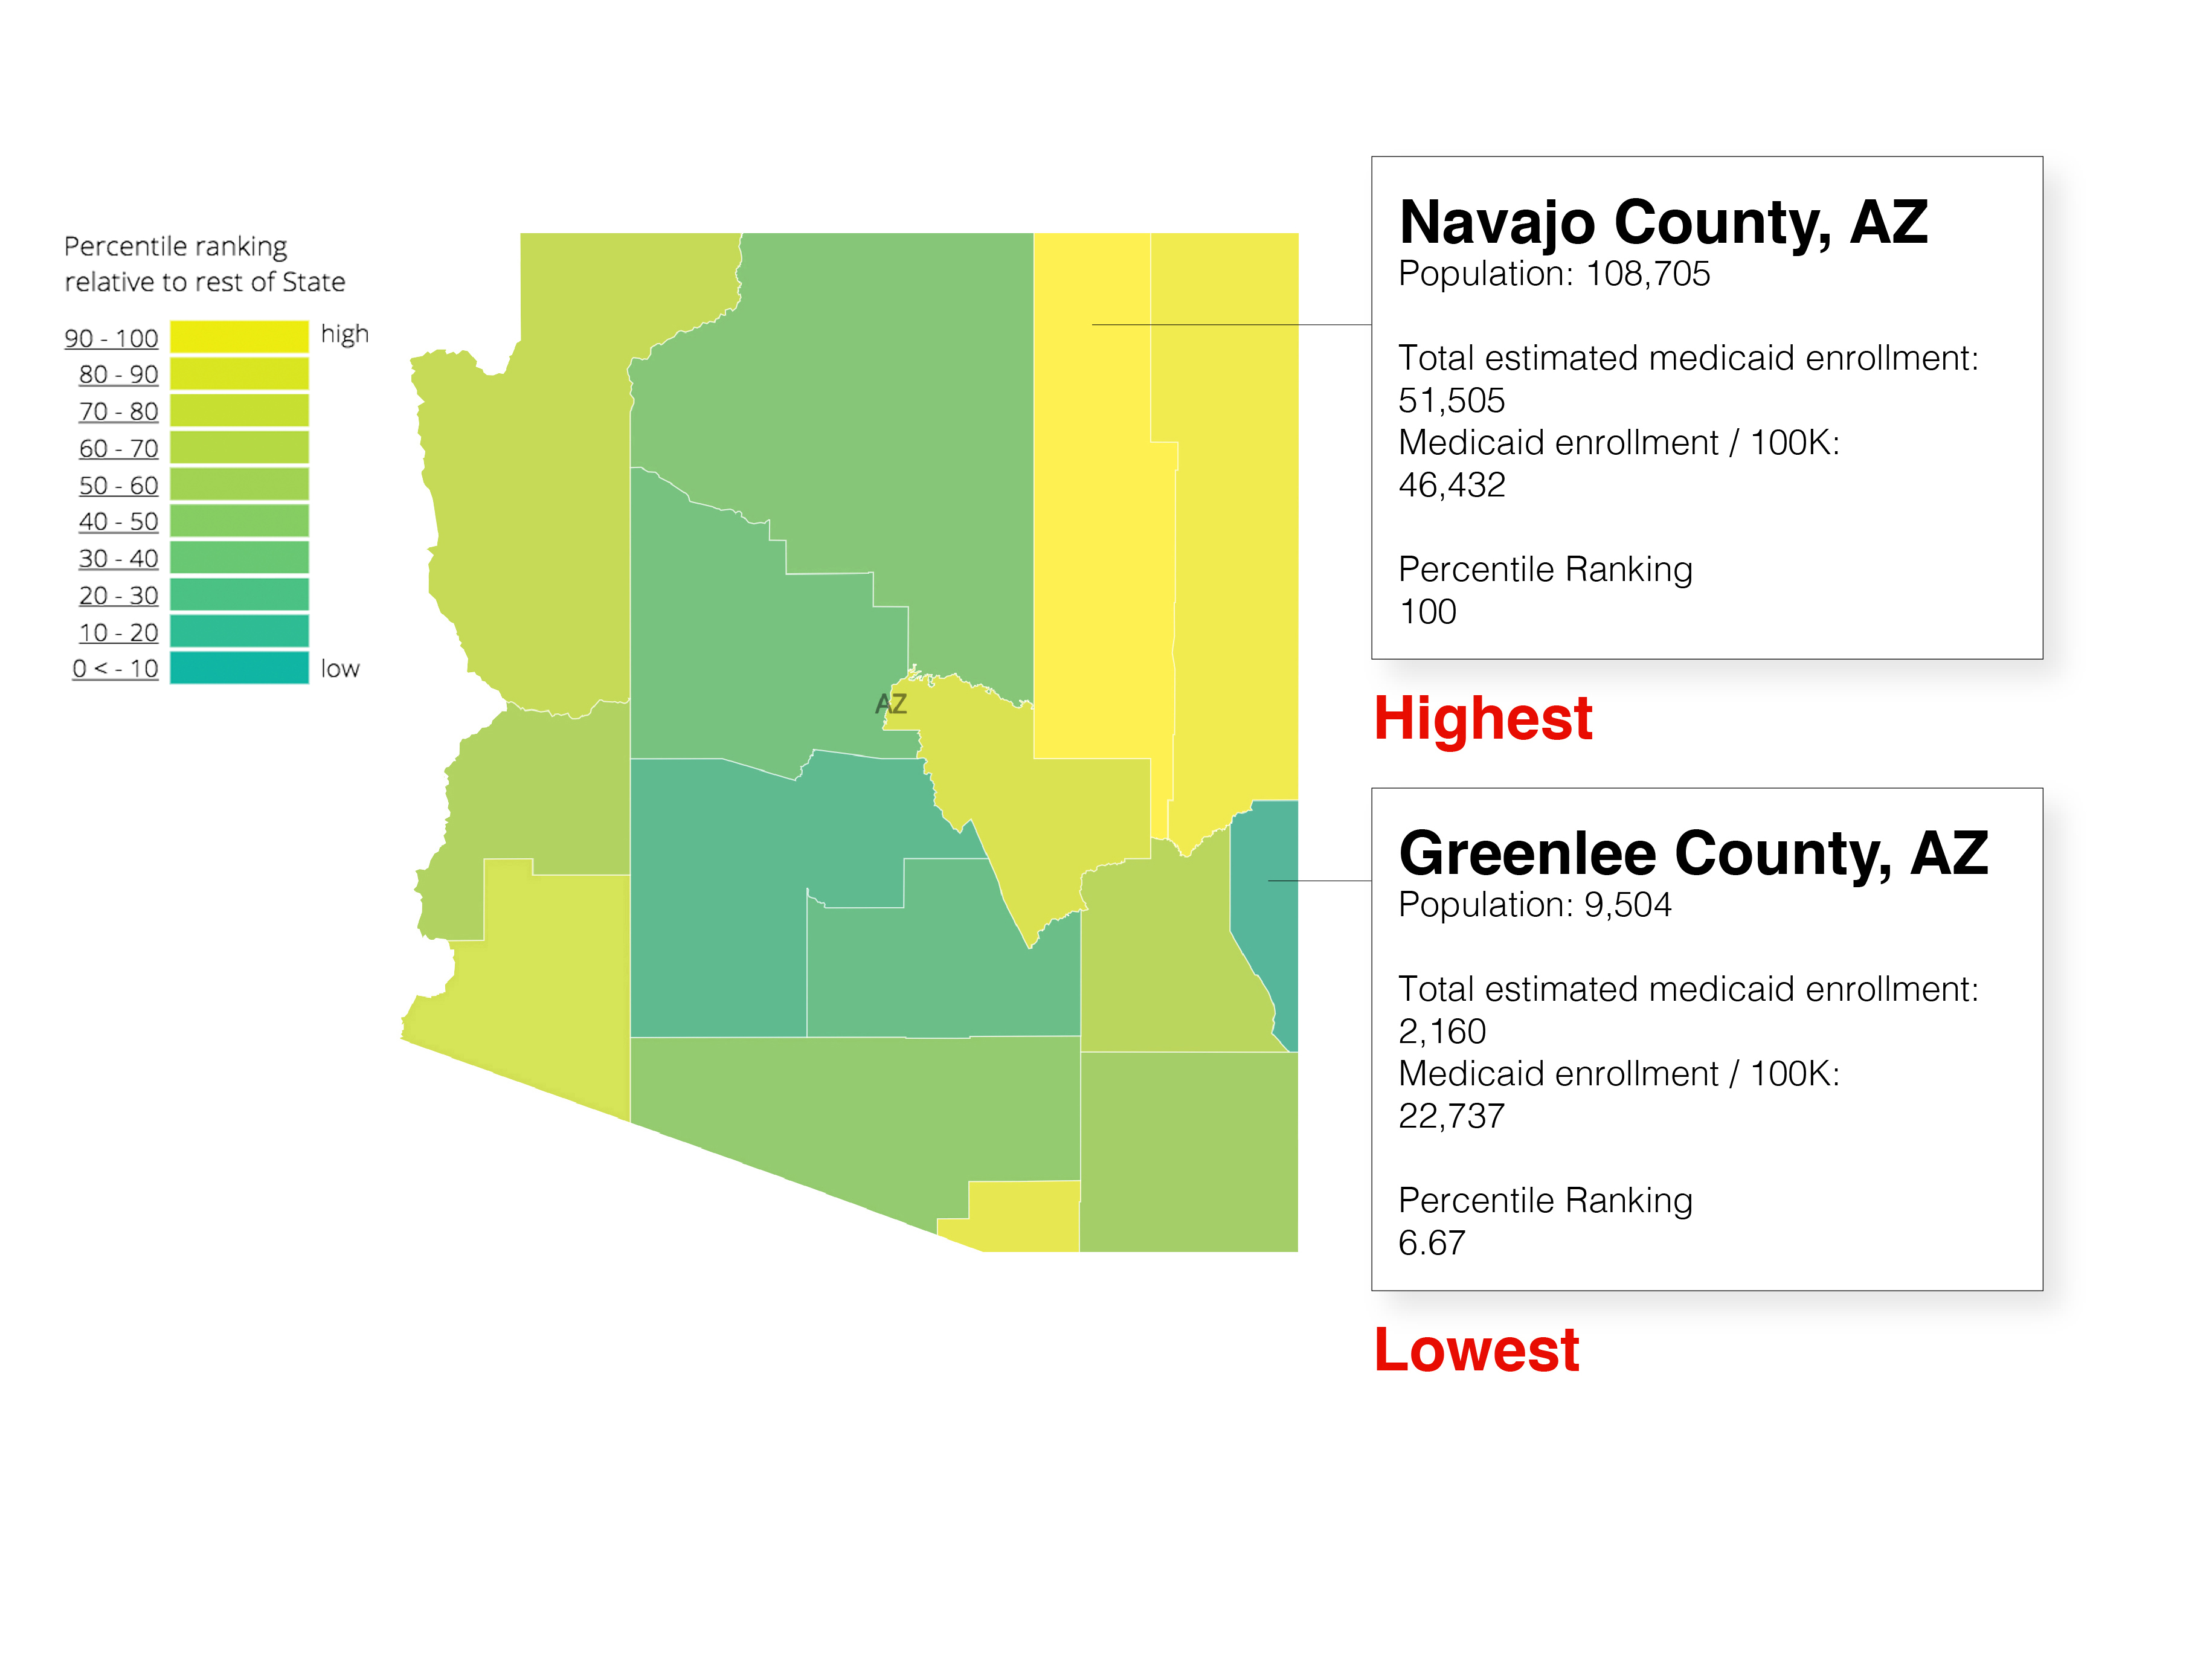 Percentile ranking
relative to rest of State
90 - 100
high
80 - 90
70 - 80
60 - 70
50 - 60
40 - 50
30 - 40
20 - 30
10 - 20
0 < - 10
low
AZ
Navajo County, AZ
Population: 108,705
Total estimated medicaid enrollment:
51,505
Medicaid enrollment / 100K:
46,432
Percentile Ranking
100
Highest
Greenlee County, AZ
Population: 9,504
Total estimated medicaid enrollment:
2,160
Medicaid enrollment / 100K:
22,737
Percentile Ranking
6.67
Lowest